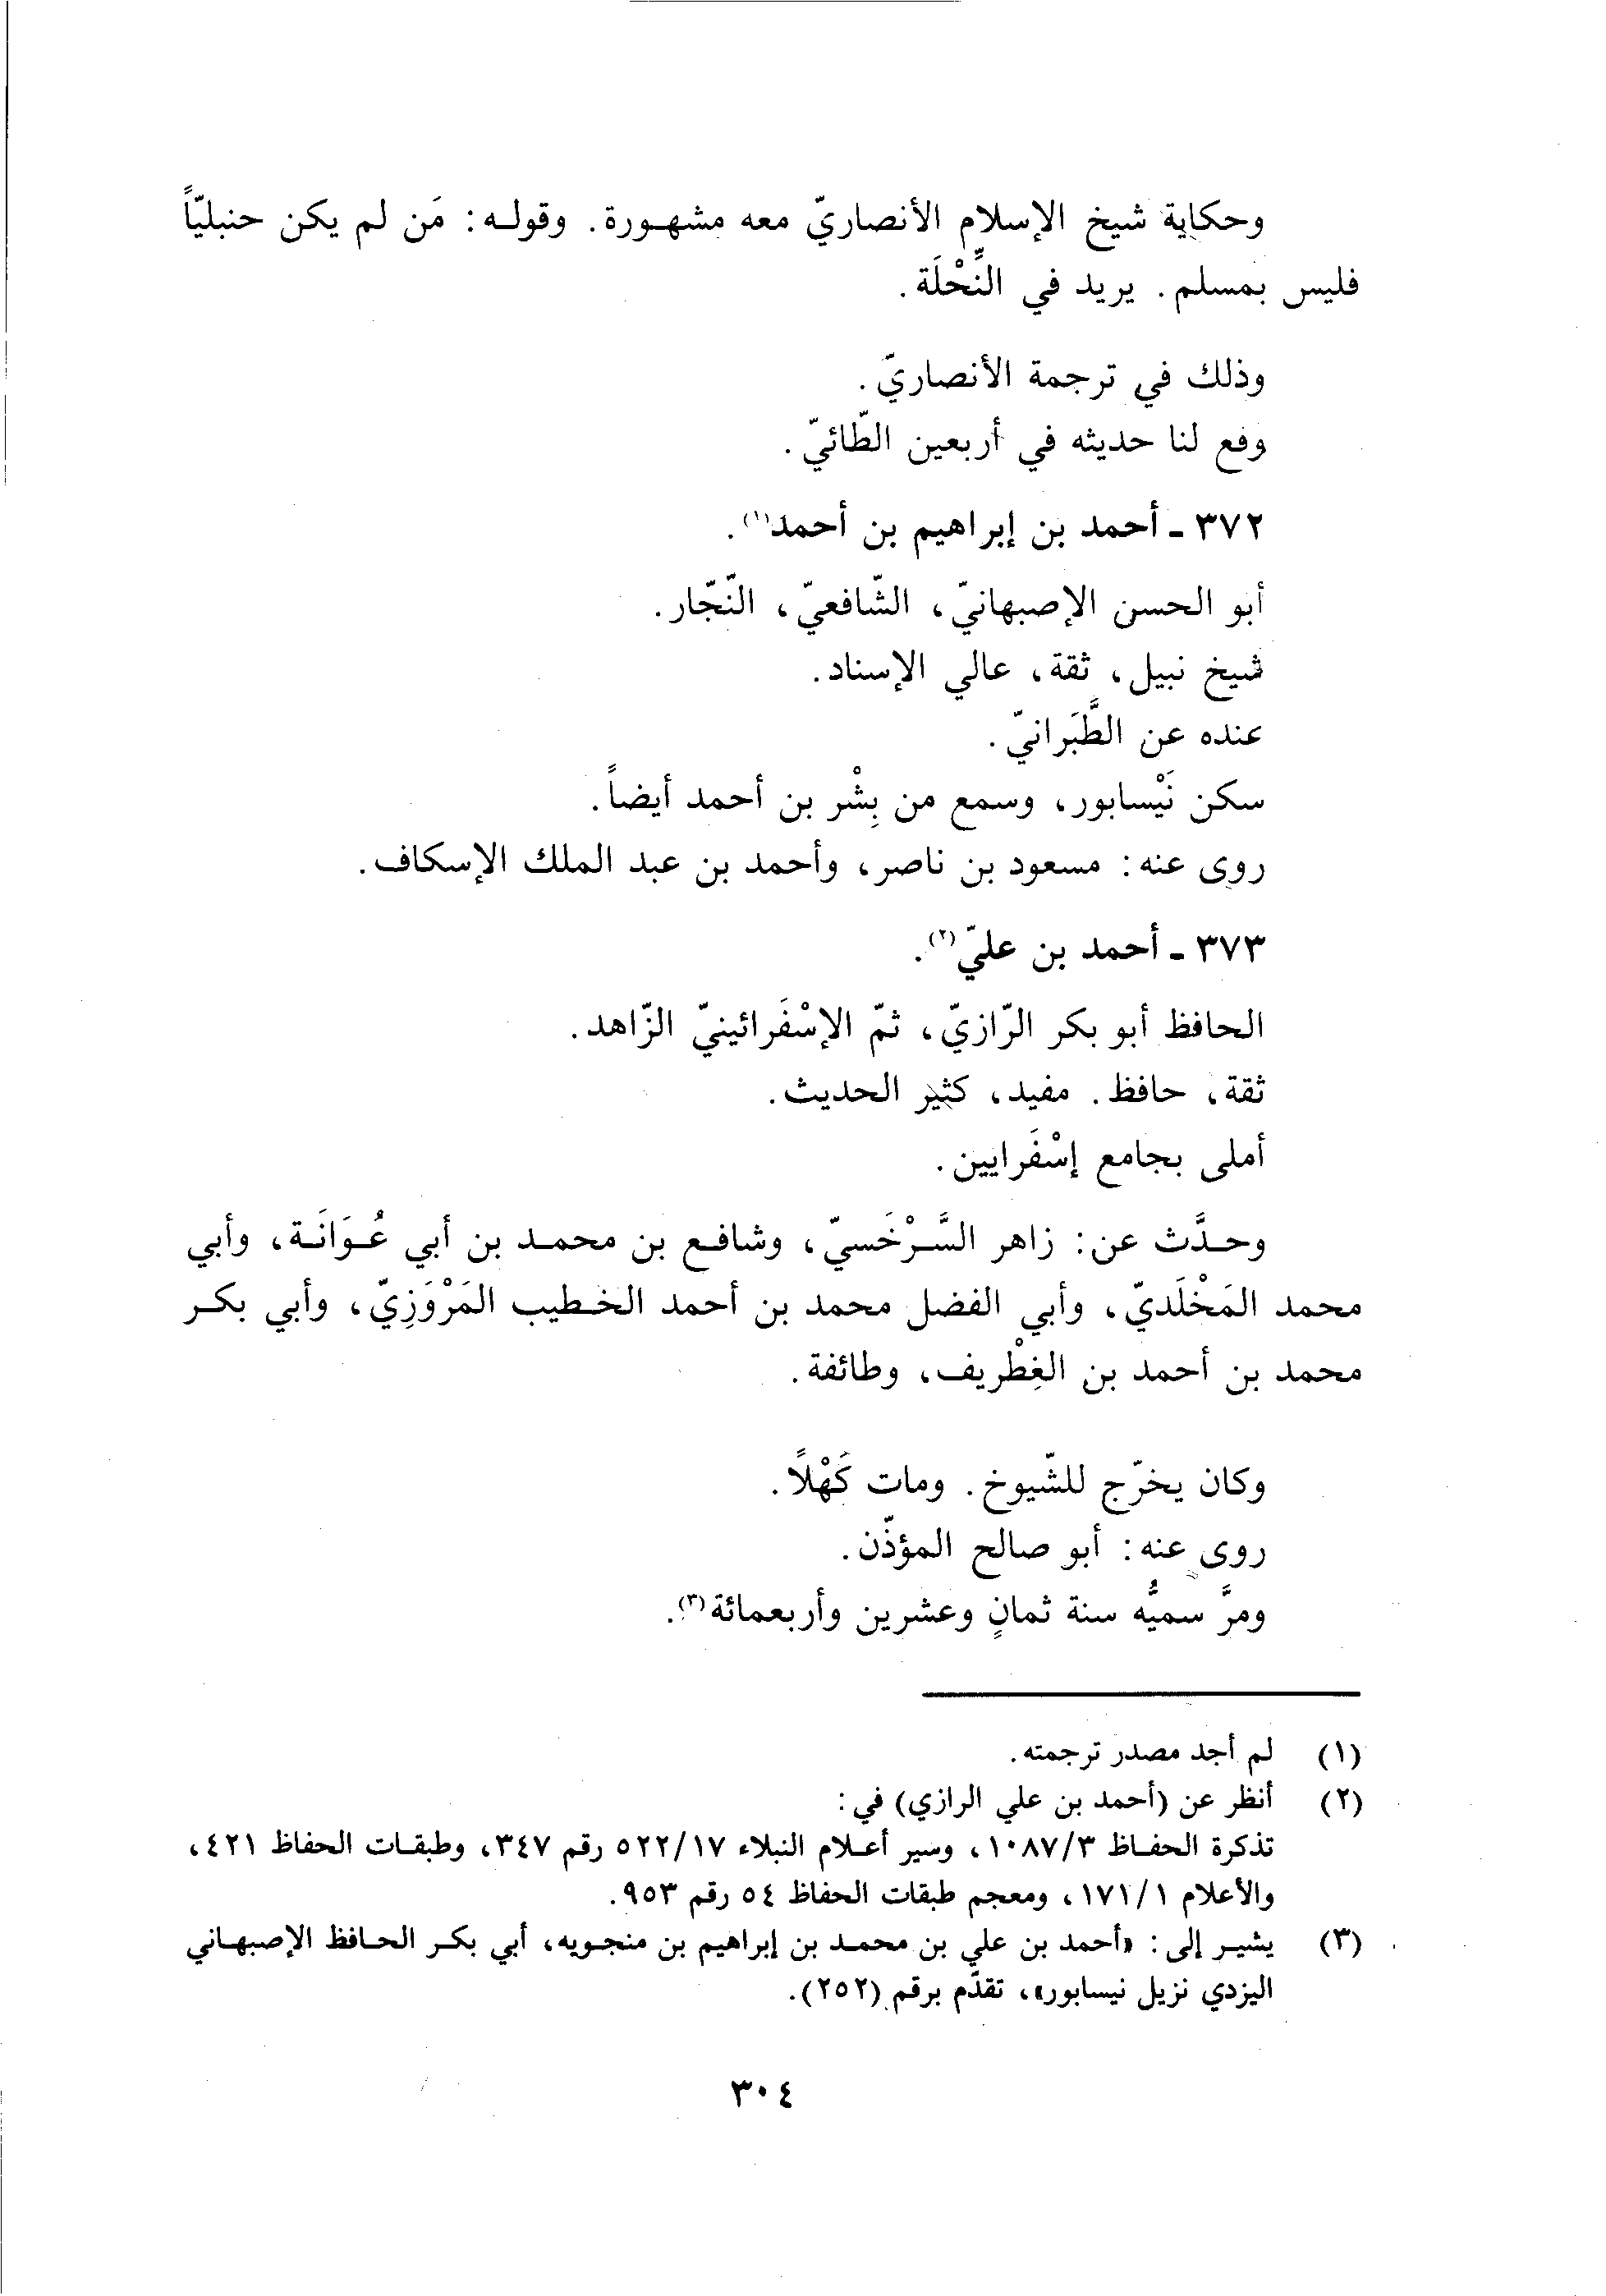 وحكاية شيخ الإسلام الأنصاريّ معه مشهورة. وقوله: مَن لم يكن حنبليّاً
فليس بمسلم. يريد في النِّحْلَة.
وذلك في ترجمة الأنصاريّ.
وقع لنا حديثه في أربعين الطّائيّ.
٣٧٢ - أحمد بن إبراهيم بن أحمد(١).
أبو الحسن الإصبهانيّ، الشّافعيّ، النّجّار.
شيخ نبيل، ثقة، عالي الإسناد.
عنده عن الطَّبَرانيّ.
سكن نَيْسابور، وسمع من بِشْر بن أحمد أيضاً.
روى عنه: مسعود بن ناصر، وأحمد بن عبد الملك الإسكاف.
٣٧٣ - أحمد بن عليّ(٢).
الحافظ أبو بكر الرّازيّ، ثمّ الإسْفَرائينيّ الزّاهد.
ثقة، حافظ. مفيد، كثير الحديث.
أملى بجامع إسْفَرايين.
وحدَّث عن: زاهر السَّرْخَسيّ، وشافع بن محمد بن أبي عُوَانَة، وأبي
محمد المَخْلَديّ، وأبي الفضل محمد بن أحمد الخطيب المَرْوَزِيّ، وأبي بكر
محمد بن أحمد بن الغِطْريف، وطائفة.
وكان يخرّج للشّيوخ. ومات كَهْلاً.
روى عنه: أبو صالح المؤذّن.
ومرَّ سميُّه سنة ثمانٍ وعشرين وأربعمائة(٣).
(١) لم أجد مصدر ترجمته.
(٢) أنظر عن (أحمد بن علي الرازي) في:
تذكرة الحفاظ ١٠٨٧/٣، وسير أعلام النبلاء ٥٢٢/١٧ رقم ٣٤٧، وطبقات الحفاظ ٤٢١،
والأعلام ١٧١/١، ومعجم طبقات الحفاظ ٥٤ رقم ٩٥٣.
(٣) يشير إلى: «أحمد بن علي بن محمد بن إبراهيم بن منجويه، أبي بكر الحافظ الإصبهاني
اليزدي نزيل نيسابور»، تقدّم برقم (٢٥٢).
٣٠٤